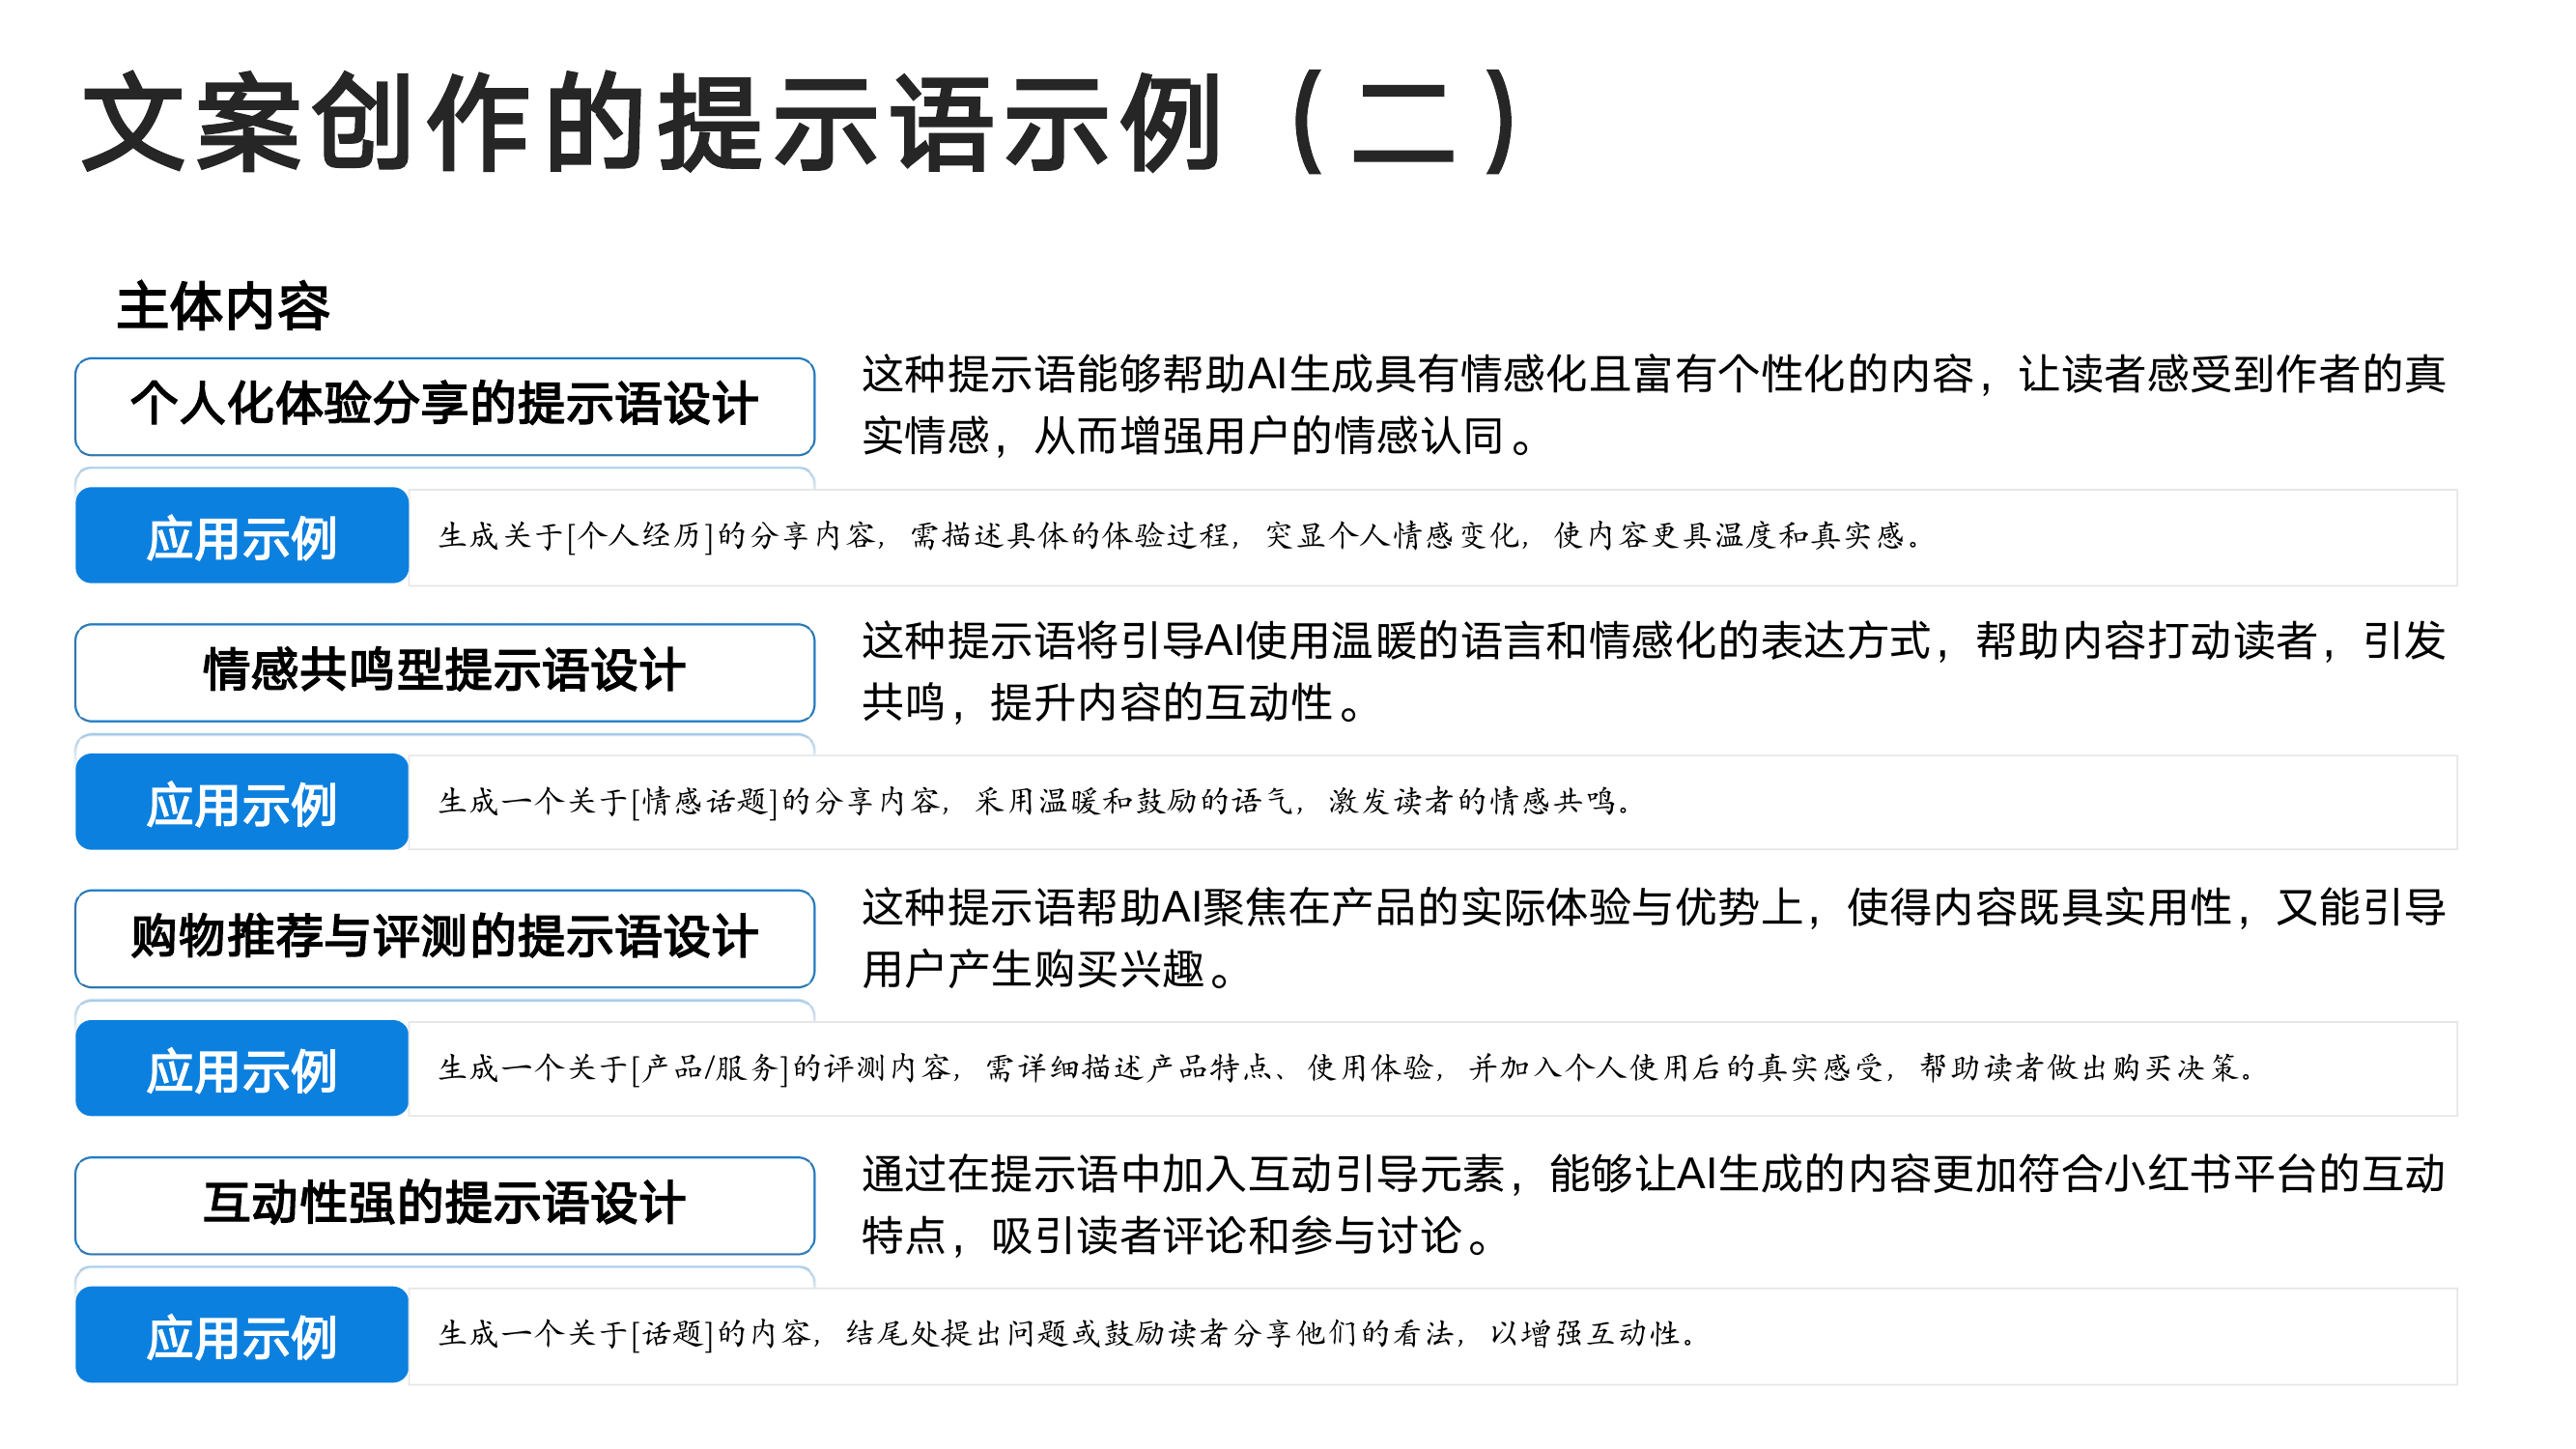 文案创作的提示语示例（二）
主体内容
个人化体验分享的提示语设计
这种提示语能够帮助AI生成具有情感化且富有个性化的内容，让读者感受到作者的真
实情感，从而增强用户的情感认同。
应用示例
生成关于[个人经历]的分享内容，需描述具体的体验过程，突显个人情感变化，使内容更具温度和真实感。
情感共鸣型提示语设计
这种提示语将引导AI使用温暖的语言和情感化的表达方式，帮助内容打动读者，引发
共鸣，提升内容的互动性。
应用示例
生成一个关于[情感话题]的分享内容，采用温暖和鼓励的语气，激发读者的情感共鸣。
购物推荐与评测的提示语设计
这种提示语帮助AI聚焦在产品的实际体验与优势上，使得内容既具实用性，又能引导
用户产生购买兴趣。
应用示例
生成一个关于[产品/服务]的评测内容，需详细描述产品特点、使用体验，并加入个人使用后的真实感受，帮助读者做出购买决策。
互动性强的提示语设计
通过在提示语中加入互动引导元素，能够让AI生成的内容更加符合小红书平台的互动
特点，吸引读者评论和参与讨论。
应用示例
生成一个关于[话题]的内容，结尾处提出问题或鼓励读者分享他们的看法，以增强互动性。